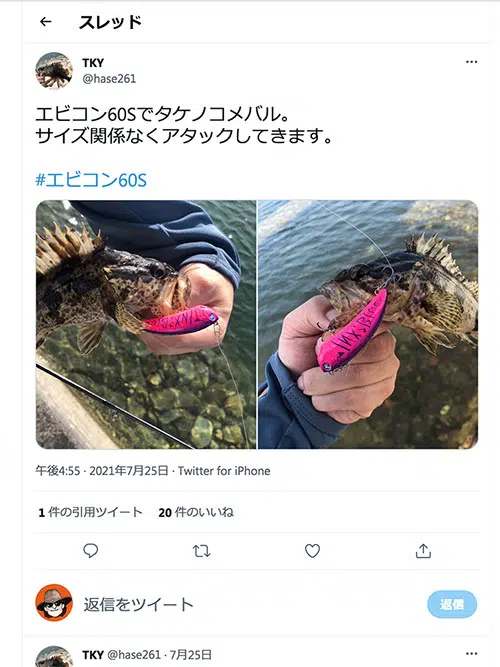 スレッド
TKY
@hase261
エビコン60Sでタケノコメバル。
サイズ関係なくアタックしてきます。
#エビコン60S
午後4:55 · 2021年7月25日 · Twitter for iPhone
1 件の引用ツイート 20 件のいいね
返信をツイート
返信
TKY @hase261 · 7月25日